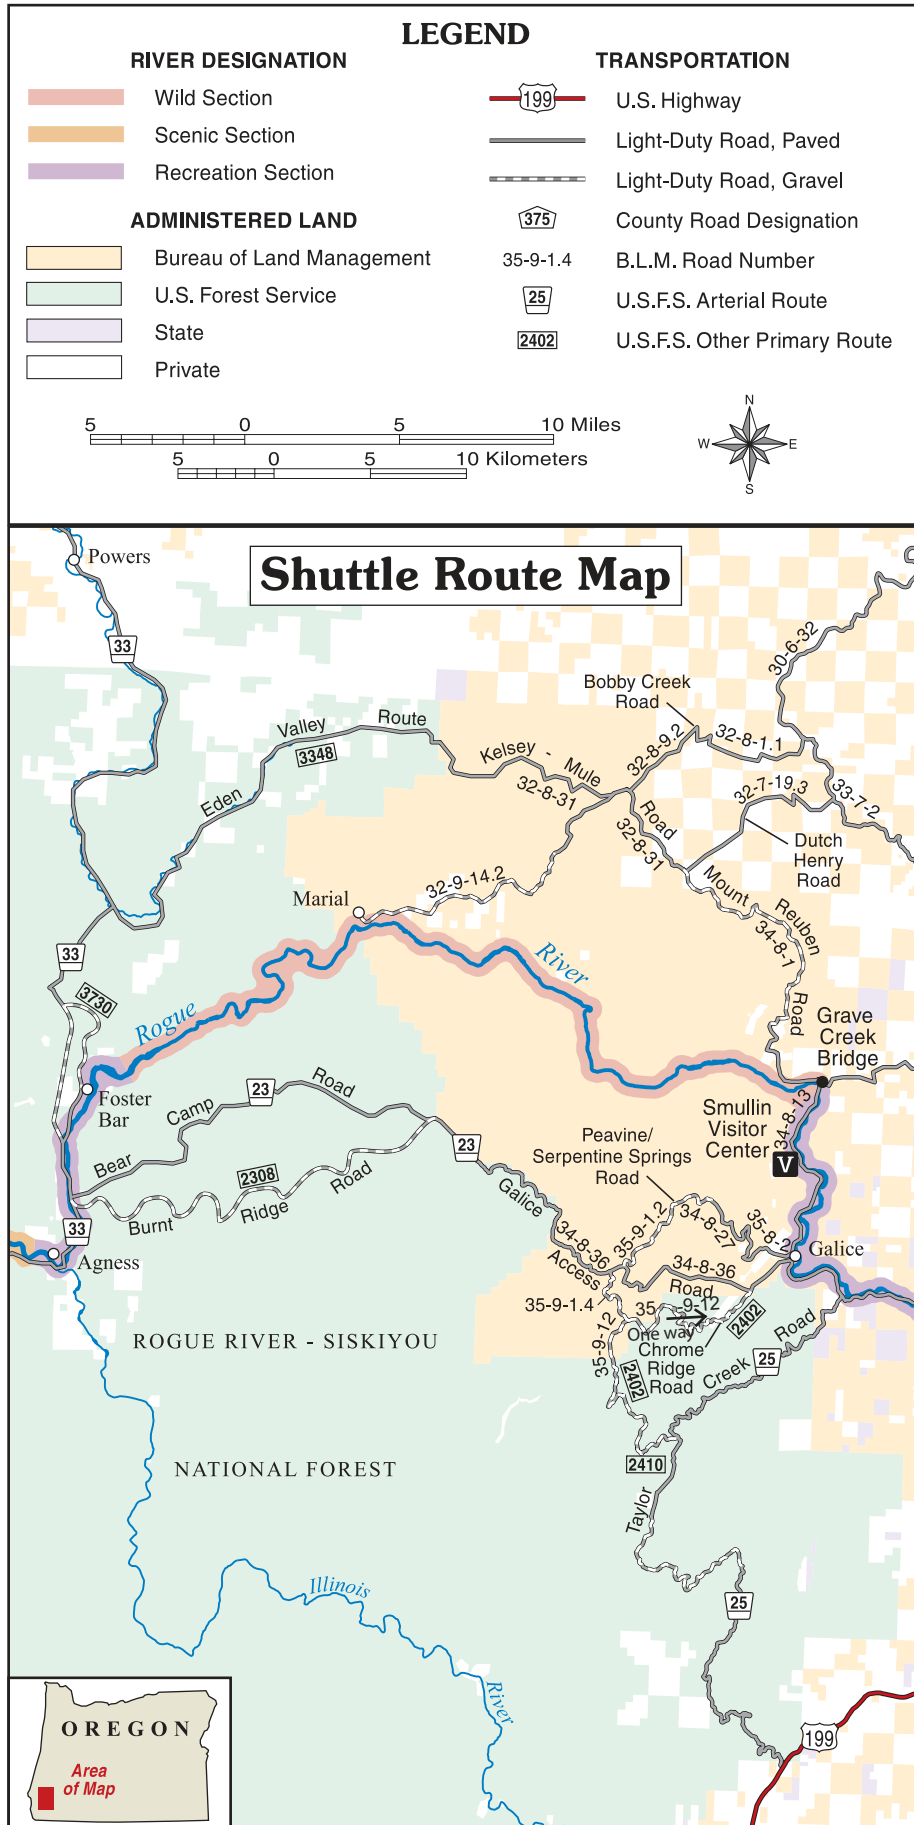 LEGEND
RIVER DESIGNATION
Wild Section
Scenic Section
Recreation Section
ADMINISTERED LAND
Bureau of Land Management
U.S. Forest Service
State
Private
TRANSPORTATION
199 U.S. Highway
Light-Duty Road, Paved
Light-Duty Road, Gravel
375 County Road Designation
35-9-1.4 B.L.M. Road Number
25 U.S.F.S. Arterial Route
2402 U.S.F.S. Other Primary Route
5 0 5 10 Miles
5 0 5 10 Kilometers
N
W E
S
Shuttle Route Map
Powers
33
30-6-32
Bobby Creek
Road
32-8-9.2
32-8-1.1
Eden Valley Route
3348
Kelsey - Mule Road
32-8-31
32-8-31
32-7-19.3
33-7-2
Dutch
Henry
Road
Marial
32-9-14.2
Mount Reuben Road
34-8-1
33
3730
Rogue River
Grave
Creek
Bridge
Foster
Bar
Bear Camp Road
23
34-8-13
Smullin
Visitor
Center
V
Peavine/
Serpentine Springs
Road
23
2308
Burnt Ridge Road
33
Agness
Galice Access Road
34-8-36
35-9-1.2
34-8-27
35-8-2
Galice
34-8-36
35-9-1.4
35-9-12
One way
2402
Chrome
Ridge
Road
35-9-12
2402
Taylor Creek Road
25
ROGUE RIVER - SISKIYOU
NATIONAL FOREST
2410
25
Illinois River
199
OREGON
Area
of Map